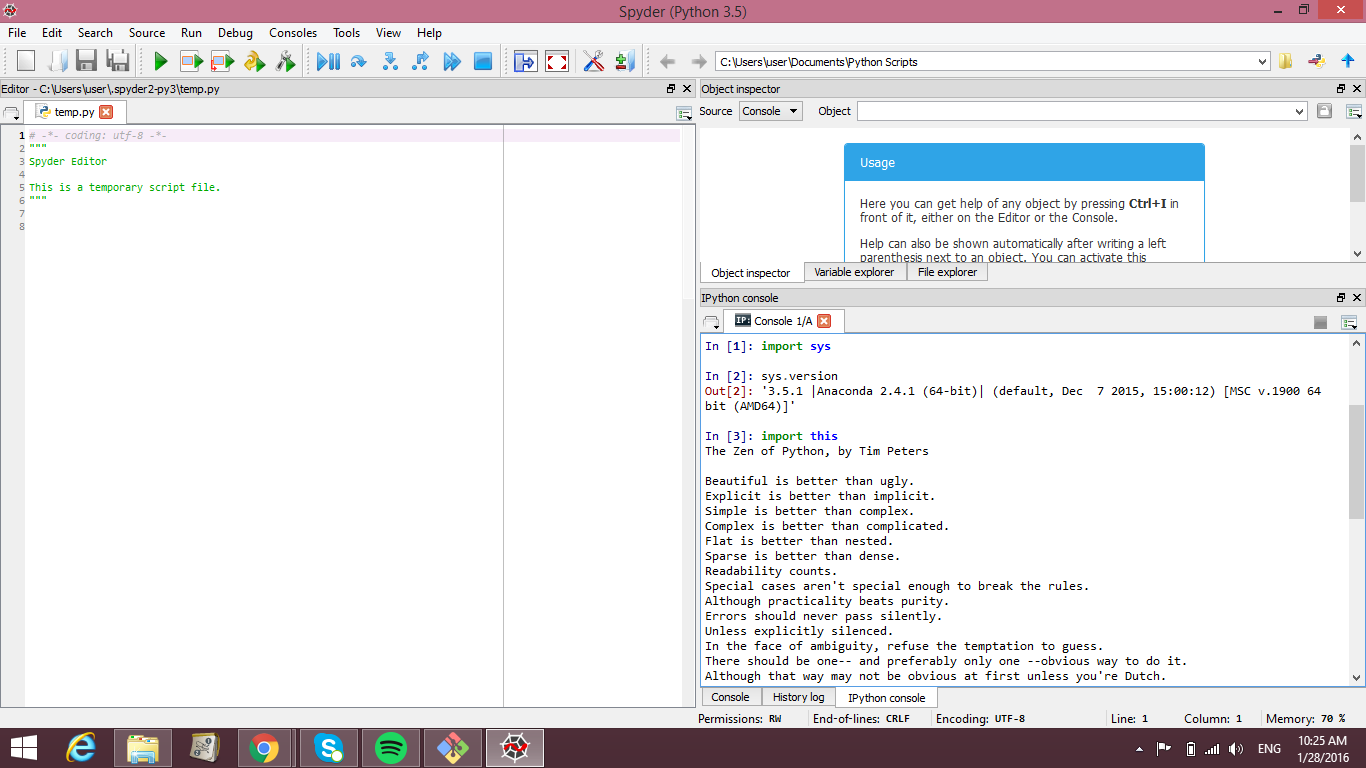 Spyder (Python 3.5)
File Edit Search Source Run Debug Consoles Tools View Help
C:\Users\user\Documents\Python Scripts
Editor - C:\Users\user\.spyder2-py3\temp.py
temp.py
1 # -*- coding: utf-8 -*-
2 """
3 Spyder Editor
4
5 This is a temporary script file.
6 """
7
8
Object inspector
Source Console Object
Usage
Here you can get help of any object by pressing Ctrl+I in
front of it, either on the Editor or the Console.
Help can also be shown automatically after writing a left
parenthesis next to an object. You can activate this
Object inspector Variable explorer File explorer
IPython console
IP: Console 1/A
In [1]: import sys
In [2]: sys.version
Out[2]: '3.5.1 |Anaconda 2.4.1 (64-bit)| (default, Dec  7 2015, 15:00:12) [MSC v.1900 64
bit (AMD64)]'
In [3]: import this
The Zen of Python, by Tim Peters
Beautiful is better than ugly.
Explicit is better than implicit.
Simple is better than complex.
Complex is better than complicated.
Flat is better than nested.
Sparse is better than dense.
Readability counts.
Special cases aren't special enough to break the rules.
Although practicality beats purity.
Errors should never pass silently.
Unless explicitly silenced.
In the face of ambiguity, refuse the temptation to guess.
There should be one-- and preferably only one --obvious way to do it.
Although that way may not be obvious at first unless you're Dutch.
Console History log IPython console
Permissions: RW End-of-lines: CRLF Encoding: UTF-8 Line: 1 Column: 1 Memory: 70 %
ENG
10:25 AM
1/28/2016